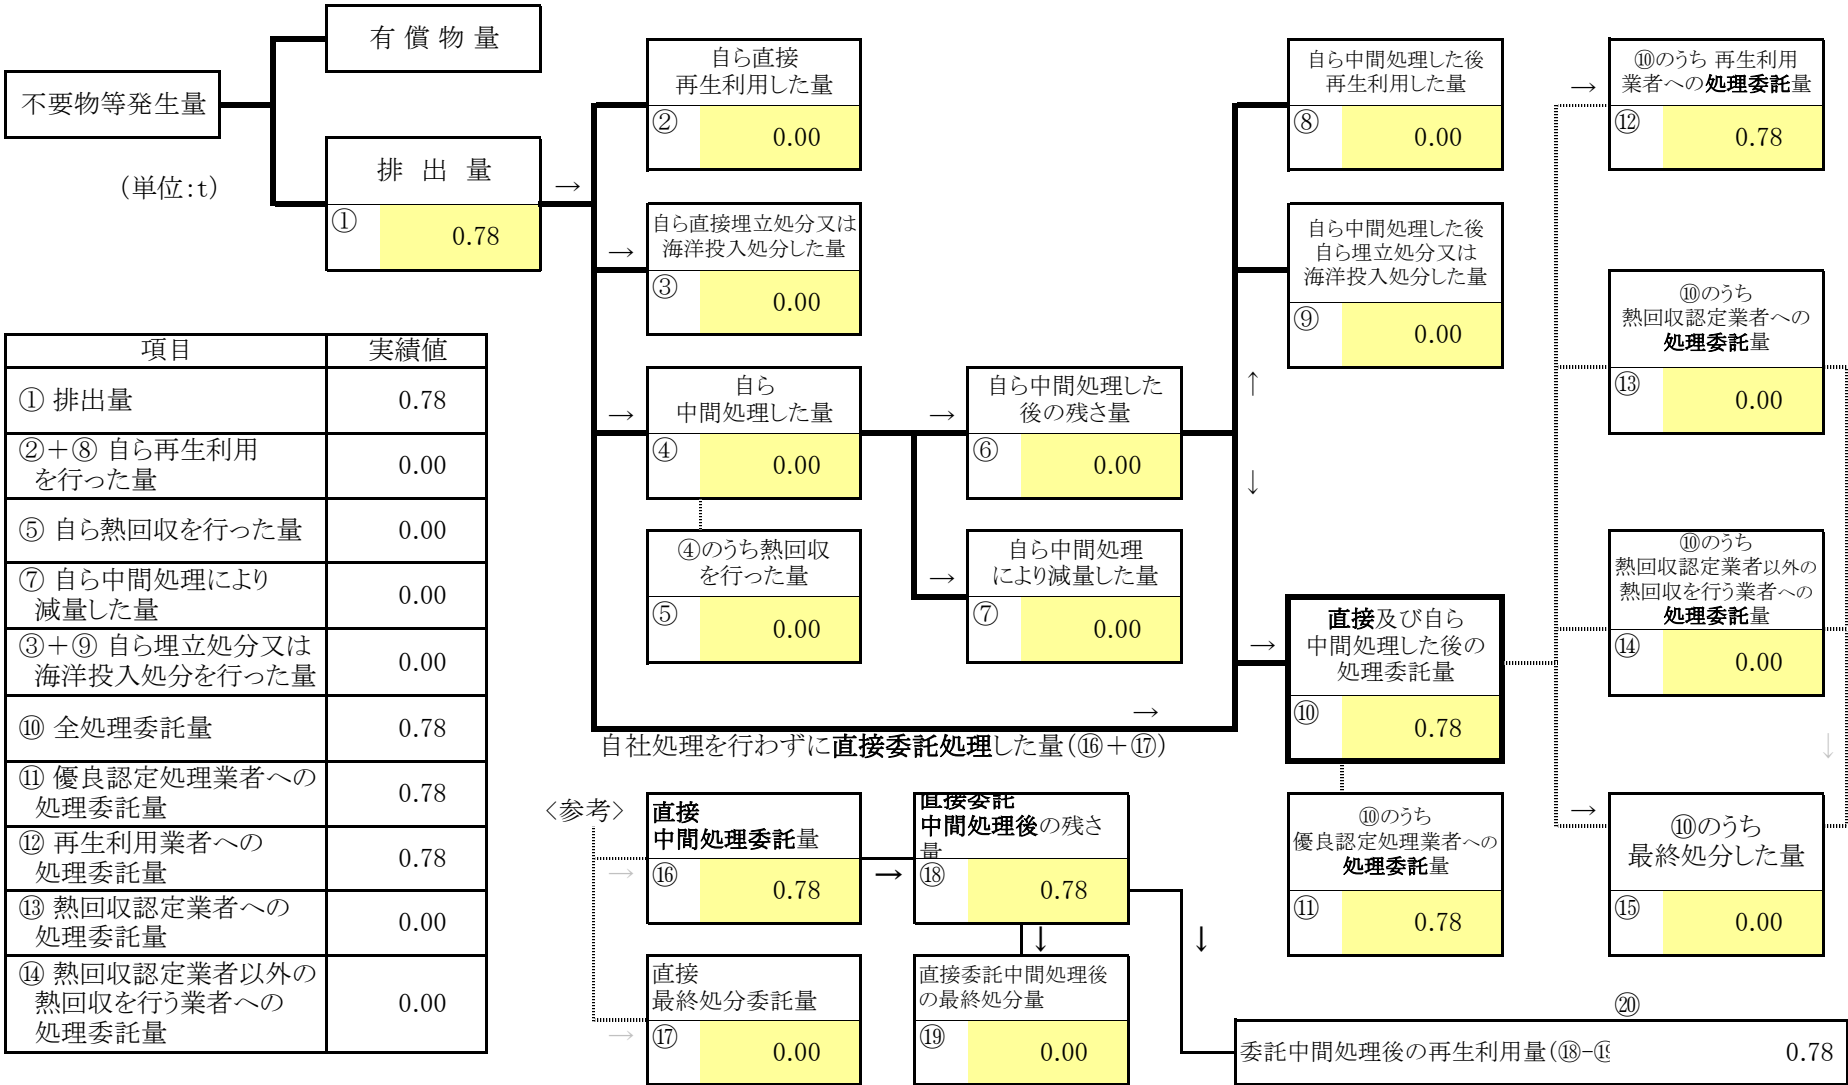 有 償 物 量
不要物等発生量
(単位:t)
排 出 量
→
①
0.78
自ら直接
再生利用した量
②
0.00
→
自ら直接埋立処分又は
海洋投入処分した量
③
0.00
→
自ら
中間処理した量
④
0.00
④のうち熱回収
を行った量
⑤
0.00
→
自ら中間処理した
後の残さ量
⑥
0.00
→
自ら中間処理
により減量した量
⑦
0.00
自ら中間処理した後
再生利用した量
⑧
0.00
自ら中間処理した後
自ら埋立処分又は
海洋投入処分した量
⑨
0.00
↑
↓
→
直接及び自ら
中間処理した後の
処理委託量
⑩
0.78
⑩のうち
優良認定処理業者への
処理委託量
⑪
0.78
→
⑩のうち 再生利用
業者への処理委託量
⑫
0.78
⑩のうち
熱回収認定業者への
処理委託量
⑬
0.00
⑩のうち
熱回収認定業者以外の
熱回収を行う業者への
処理委託量
⑭
0.00
↓
→
⑩のうち
最終処分した量
⑮
0.00
→
自社処理を行わずに直接委託処理した量(⑯+⑰)
<参考>
→
直接
中間処理委託量
⑯
0.78
→
直接委託
中間処理後の残さ
量
⑱
0.78
↓
↓
→
直接
最終処分委託量
⑰
0.00
直接委託中間処理後
の最終処分量
⑲
0.00
⑳
委託中間処理後の再生利用量(⑱-⑲
0.78
項目 実績値
① 排出量 0.78
②+⑧ 自ら再生利用
を行った量 0.00
⑤ 自ら熱回収を行った量 0.00
⑦ 自ら中間処理により
減量した量 0.00
③+⑨ 自ら埋立処分又は
海洋投入処分を行った量 0.00
⑩ 全処理委託量 0.78
⑪ 優良認定処理業者への
処理委託量 0.78
⑫ 再生利用業者への
処理委託量 0.78
⑬ 熱回収認定業者への
処理委託量 0.00
⑭ 熱回収認定業者以外の
熱回収を行う業者への
処理委託量 0.00